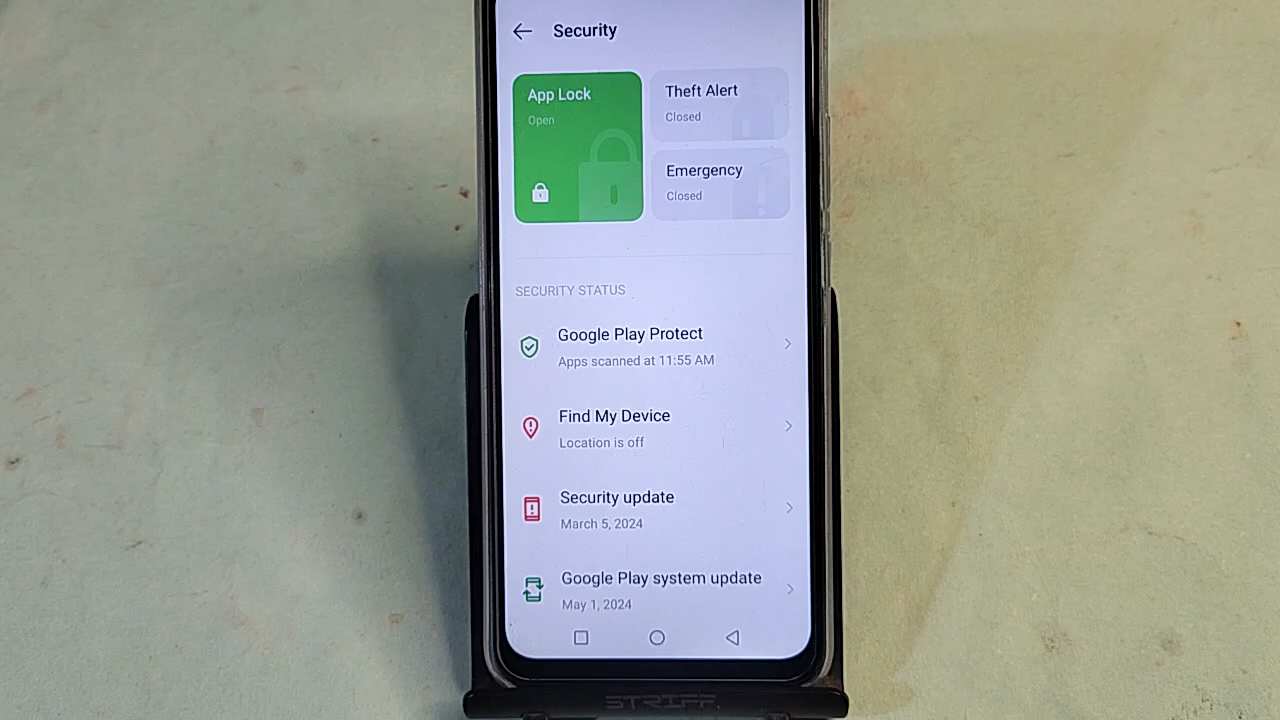 Security
App Lock
Open
Theft Alert
Closed
Emergency
Closed
SECURITY STATUS
Google Play Protect
Apps scanned at 11:55 AM
Find My Device
Location is off
Security update
March 5, 2024
Google Play system update
May 1, 2024
STRIFF